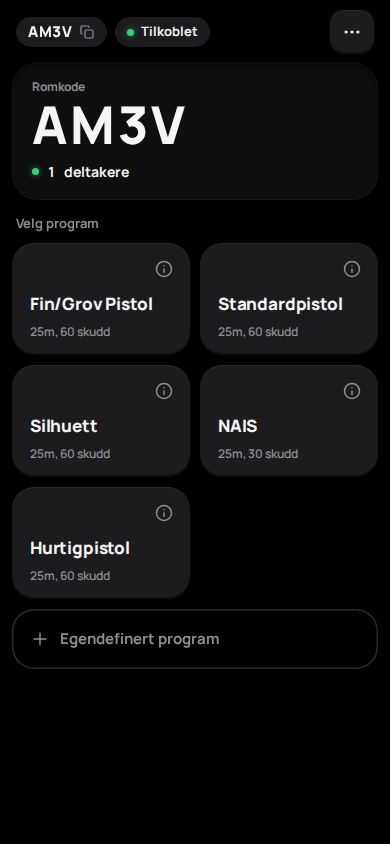 AM3V
Tilkoblet
Romkode
AM3V
1 deltakere
Velg program
Fin/Grov Pistol
25m, 60 skudd
Standardpistol
25m, 60 skudd
Silhuett
25m, 60 skudd
NAIS
25m, 30 skudd
Hurtigpistol
25m, 60 skudd
Egendefinert program